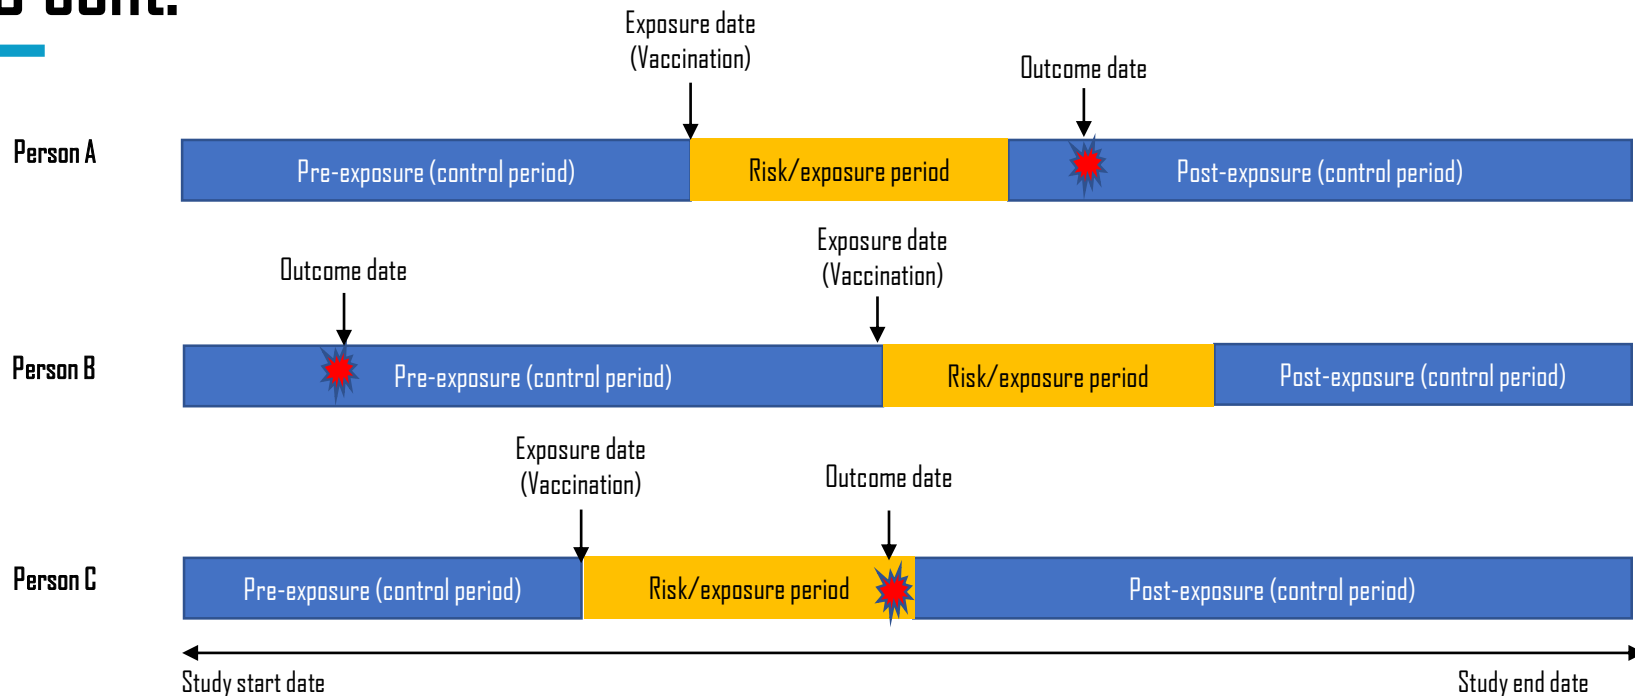 cont.
Exposure date
(Vaccination)
Outcome date
Person A
Pre-exposure (control period)
Risk/exposure period
Post-exposure (control period)
Exposure date
(Vaccination)
Outcome date
Person B
Pre-exposure (control period)
Risk/exposure period
Post-exposure (control period)
Exposure date
(Vaccination)
Outcome date
Person C
Pre-exposure (control period)
Risk/exposure period
Post-exposure (control period)
Study start date
Study end date